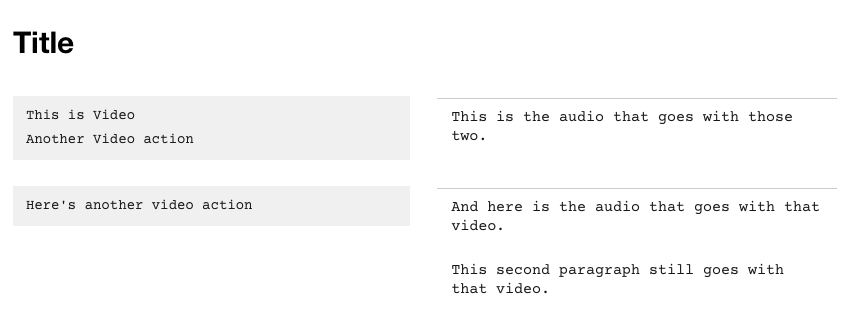 Title
This is Video
Another Video action
This is the audio that goes with those
two.
Here's another video action
And here is the audio that goes with that
video.
This second paragraph still goes with
that video.